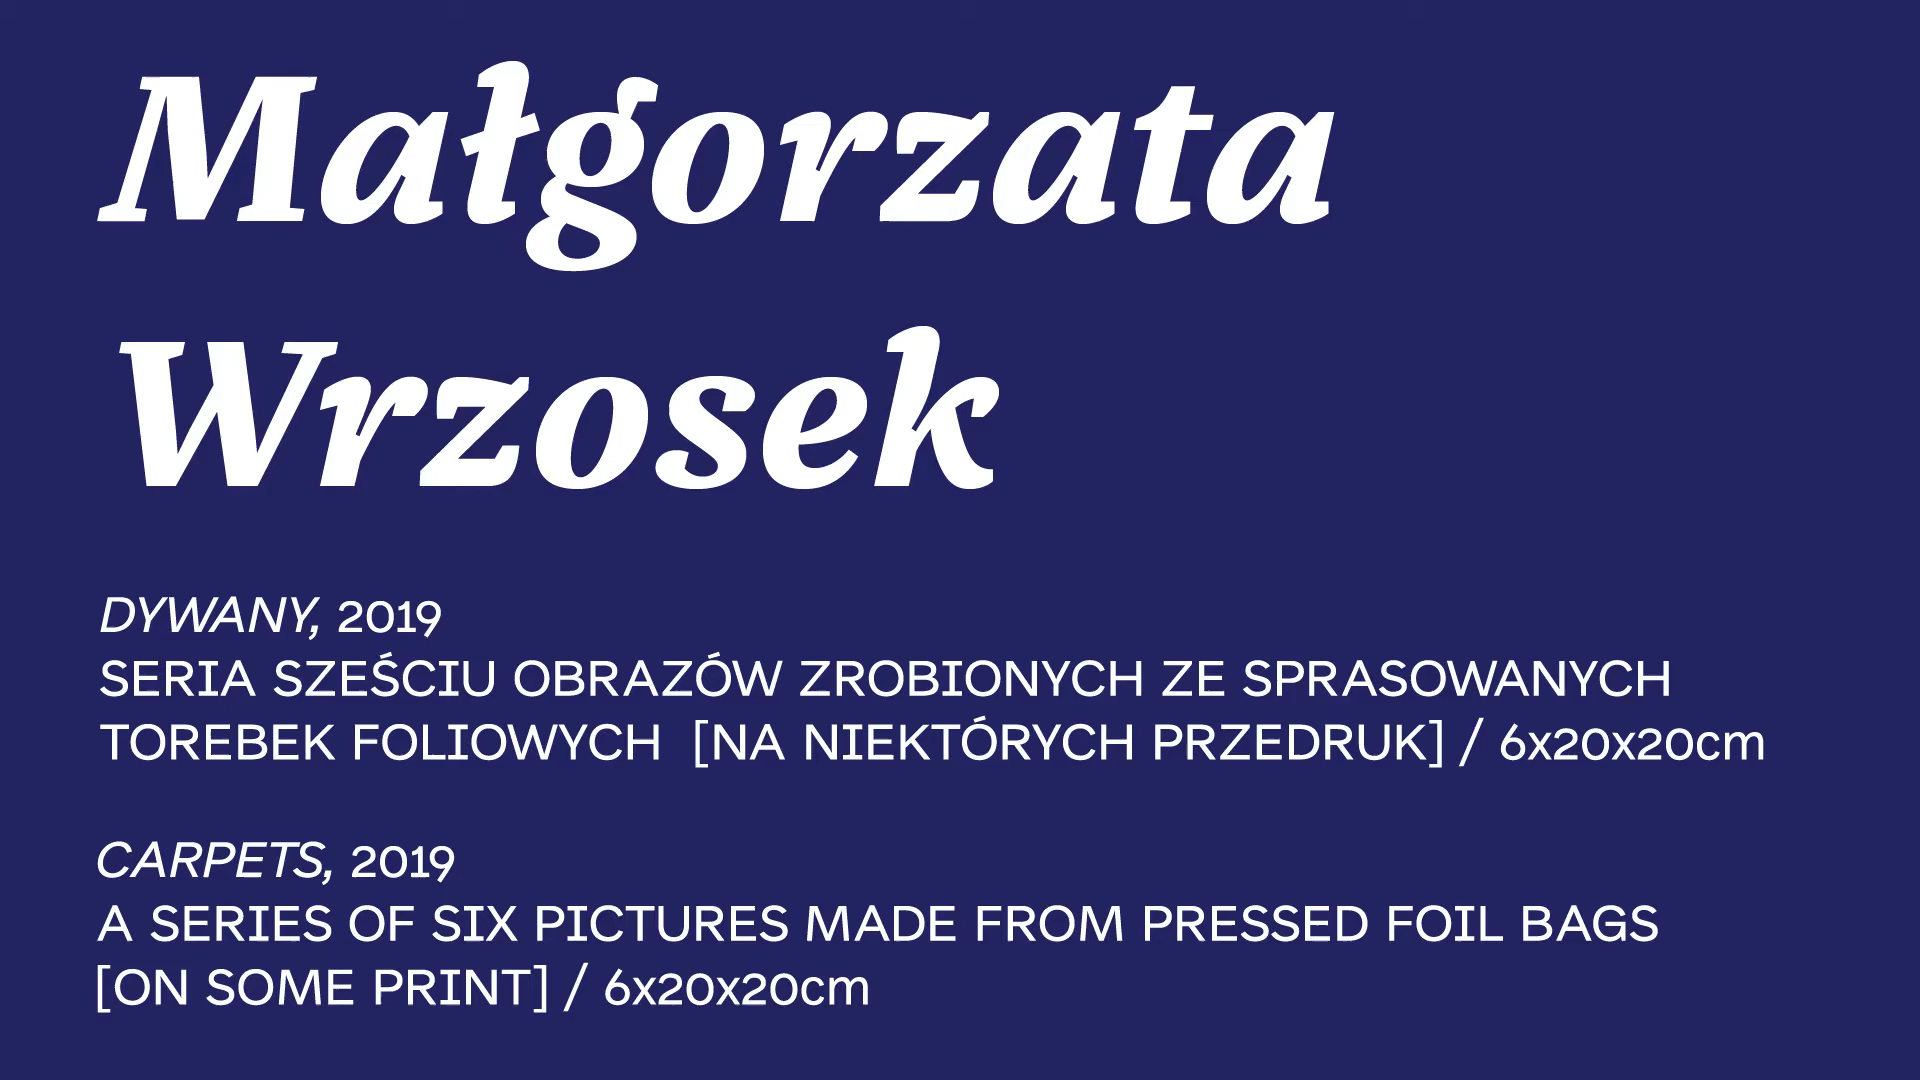 Małgorzata
Wrzosek
DYWANY, 2019
SERIA SZEŚCIU OBRAZÓW ZROBIONYCH ZE SPRASOWANYCH
TOREBEK FOLIOWYCH [NA NIEKTÓRYCH PRZEDRUK] / 6x20x20cm
CARPETS, 2019
A SERIES OF SIX PICTURES MADE FROM PRESSED FOIL BAGS
[ON SOME PRINT] / 6x20x20cm